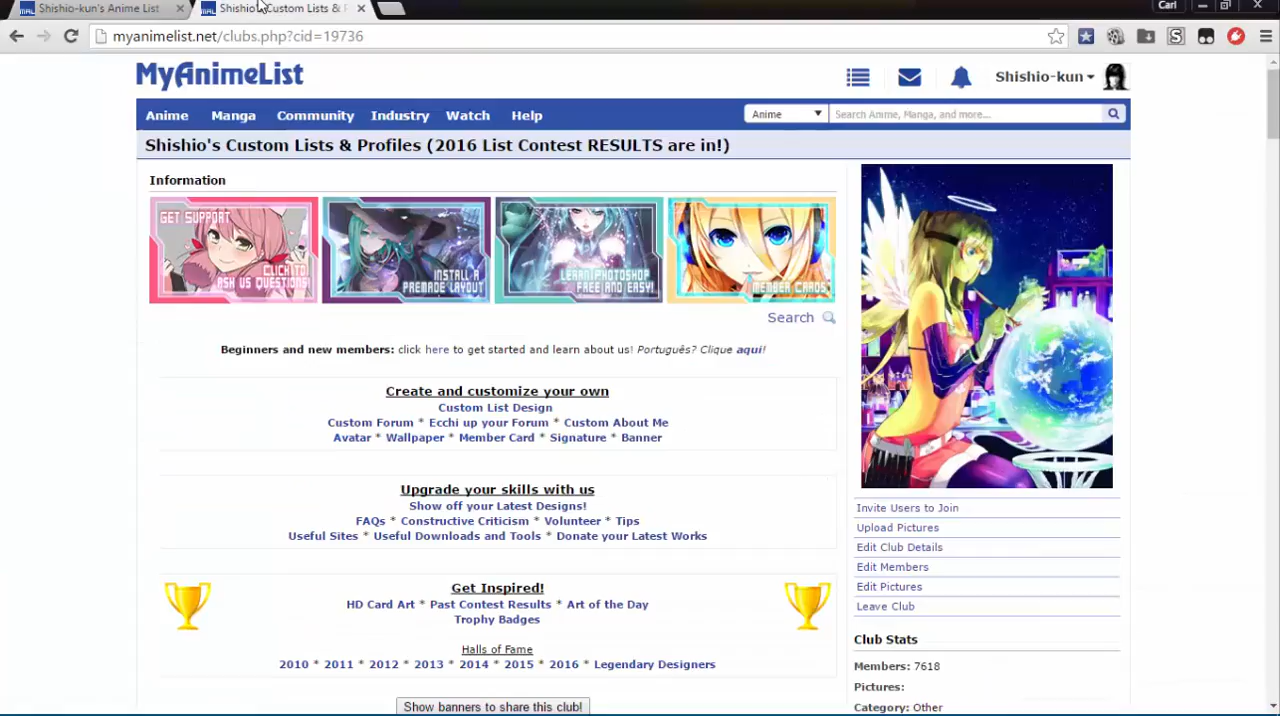 Shishio-kun's Anime List
Shishio's Custom Lists &
Carl
myanimelist.net/clubs.php?cid=19736
MyAnimeList
Shishio-kun
Anime Manga Community Industry Watch Help
Anime
Search Anime, Manga, and more...
Shishio's Custom Lists & Profiles (2016 List Contest RESULTS are in!)
Information
GET SUPPORT
CLICK TO
ASK US QUESTIONS!
INSTALL A
PREMADE LAYOUT
LEARN PHOTOSHOP
FREE AND EASY!
MEMBER CARDS
Search
Beginners and new members: click here to get started and learn about us! Português? Clique aqui!
Create and customize your own
Custom List Design
Custom Forum * Ecchi up your Forum * Custom About Me
Avatar * Wallpaper * Member Card * Signature * Banner
Upgrade your skills with us
Show off your Latest Designs!
FAQs * Constructive Criticism * Volunteer * Tips
Useful Sites * Useful Downloads and Tools * Donate your Latest Works
Get Inspired!
HD Card Art * Past Contest Results * Art of the Day
Trophy Badges
Halls of Fame
2010 * 2011 * 2012 * 2013 * 2014 * 2015 * 2016 * Legendary Designers
Show banners to share this club!
Invite Users to Join
Upload Pictures
Edit Club Details
Edit Members
Edit Pictures
Leave Club
Club Stats
Members: 7618
Pictures:
Category: Other